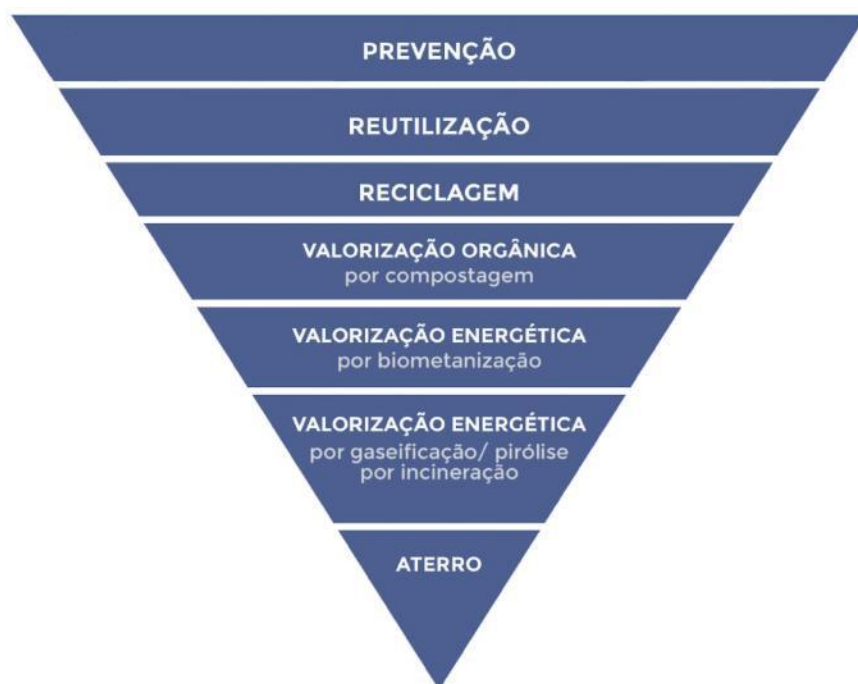 PREVENÇÃO
REUTILIZAÇÃO
RECICLAGEM
VALORIZAÇÃO ORGÂNICA
por compostagem
VALORIZAÇÃO ENERGÉTICA
por biometanização
VALORIZAÇÃO ENERGÉTICA
por gaseificação/ pirólise
por incineração
ATERRO